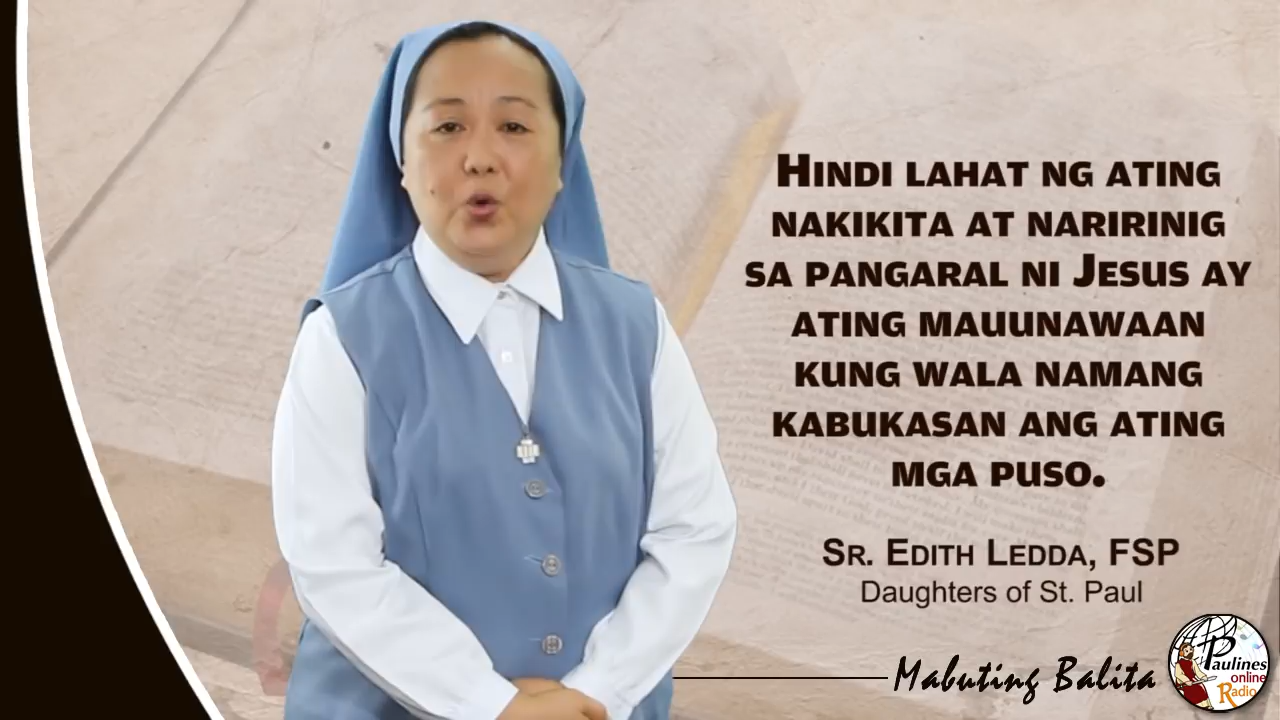 Hindi lahat ng ating
nakikita at naririnig
sa pangaral ni Jesus ay
ating mauunawaan
kung wala namang
kabukasan ang ating
mga puso.
Sr. Edith Ledda, FSP
Daughters of St. Paul
Mabuting Balita
Paulines
online
Radio